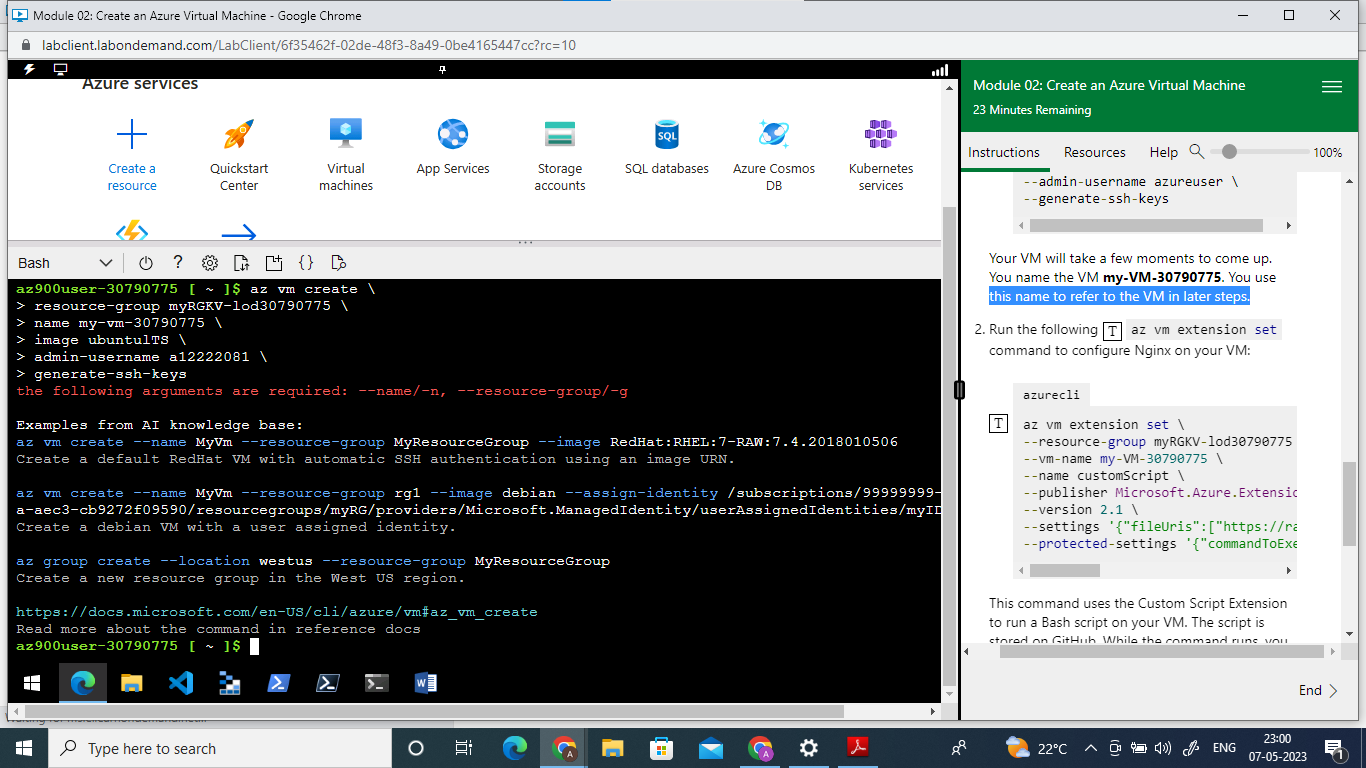 Module 02: Create an Azure Virtual Machine - Google Chrome
labclient.labondemand.com/LabClient/6f35462f-02de-48f3-8a49-0be4165447cc?rc=10
Azure services
Create a resource
Quickstart Center
Virtual machines
App Services
Storage accounts
SQL
SQL databases
Azure Cosmos DB
Kubernetes services
Bash
az900user-30790775 [ ~ ]$ az vm create \
> resource-group myRGKV-lod30790775 \
> name my-vm-30790775 \
> image ubuntulTS \
> admin-username a12222081 \
> generate-ssh-keys
the following arguments are required: --name/-n, --resource-group/-g
Examples from AI knowledge base:
az vm create --name MyVm --resource-group MyResourceGroup --image RedHat:RHEL:7-RAW:7.4.2018010506
Create a default RedHat VM with automatic SSH authentication using an image URN.
az vm create --name MyVm --resource-group rg1 --image debian --assign-identity /subscriptions/99999999-
a-aec3-cb9272f09590/resourcegroups/myRG/providers/Microsoft.ManagedIdentity/userAssignedIdentities/myID
Create a debian VM with a user assigned identity.
az group create --location westus --resource-group MyResourceGroup
Create a new resource group in the West US region.
https://docs.microsoft.com/en-US/cli/azure/vm#az_vm_create
Read more about the command in reference docs
az900user-30790775 [ ~ ]$
Module 02: Create an Azure Virtual Machine
23 Minutes Remaining
Instructions Resources Help 100%
--admin-username azureuser \
--generate-ssh-keys
Your VM will take a few moments to come up.
You name the VM my-VM-30790775. You use
this name to refer to the VM in later steps.
2. Run the following T az vm extension set
command to configure Nginx on your VM:
azurecli
T
az vm extension set \
--resource-group myRGKV-lod30790775
--vm-name my-VM-30790775 \
--name customScript \
--publisher Microsoft.Azure.Extensio
--version 2.1 \
--settings '{"fileUris":["https://ra
--protected-settings '{"commandToExe
This command uses the Custom Script Extension
to run a Bash script on your VM. The script is
stored on GitHub. While the command runs, you
End
Type here to search
22°C
ENG
23:00
07-05-2023
1